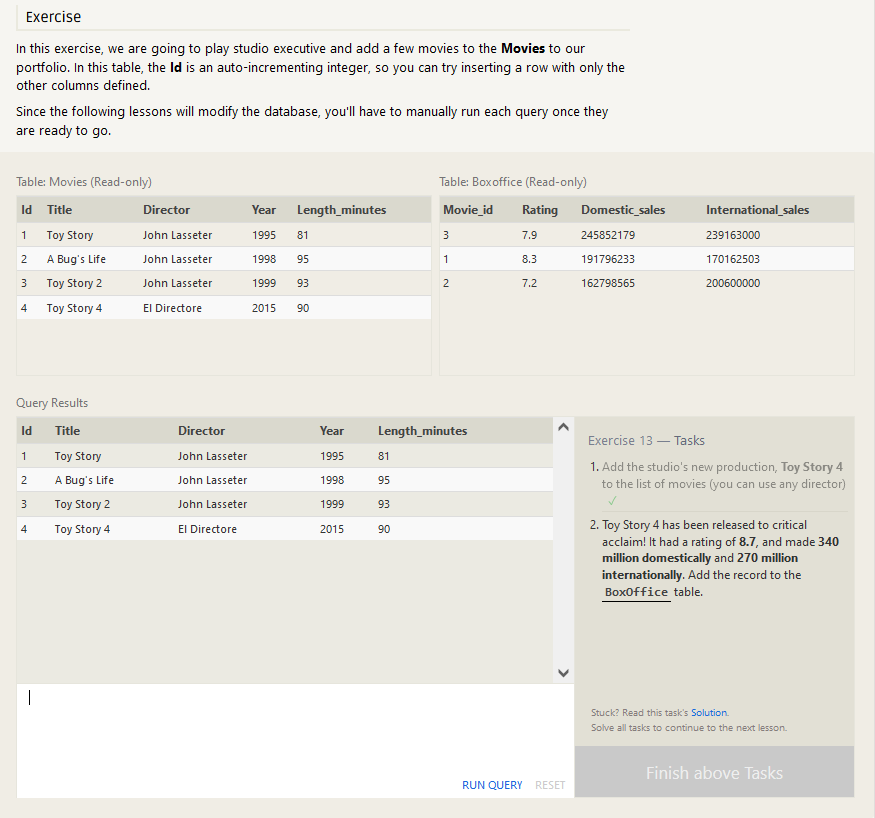 Exercise
In this exercise, we are going to play studio executive and add a few movies to the Movies to our
portfolio. In this table, the Id is an auto-incrementing integer, so you can try inserting a row with only the
other columns defined.
Since the following lessons will modify the database, you'll have to manually run each query once they
are ready to go.
Table: Movies (Read-only)
Id Title Director Year Length_minutes
1 Toy Story John Lasseter 1995 81
2 A Bug's Life John Lasseter 1998 95
3 Toy Story 2 John Lasseter 1999 93
4 Toy Story 4 El Directore 2015 90
Table: Boxoffice (Read-only)
Movie_id Rating Domestic_sales International_sales
3 7.9 245852179 239163000
1 8.3 191796233 170162503
2 7.2 162798565 200600000
Query Results
Id Title Director Year Length_minutes
1 Toy Story John Lasseter 1995 81
2 A Bug's Life John Lasseter 1998 95
3 Toy Story 2 John Lasseter 1999 93
4 Toy Story 4 El Directore 2015 90
RUN QUERY RESET
Exercise 13 — Tasks
1. Add the studio's new production, Toy Story 4
to the list of movies (you can use any director)
✓
2. Toy Story 4 has been released to critical
acclaim! It had a rating of 8.7, and made 340
million domestically and 270 million
internationally. Add the record to the
BoxOffice table.
Stuck? Read this task's Solution.
Solve all tasks to continue to the next lesson.
Finish above Tasks